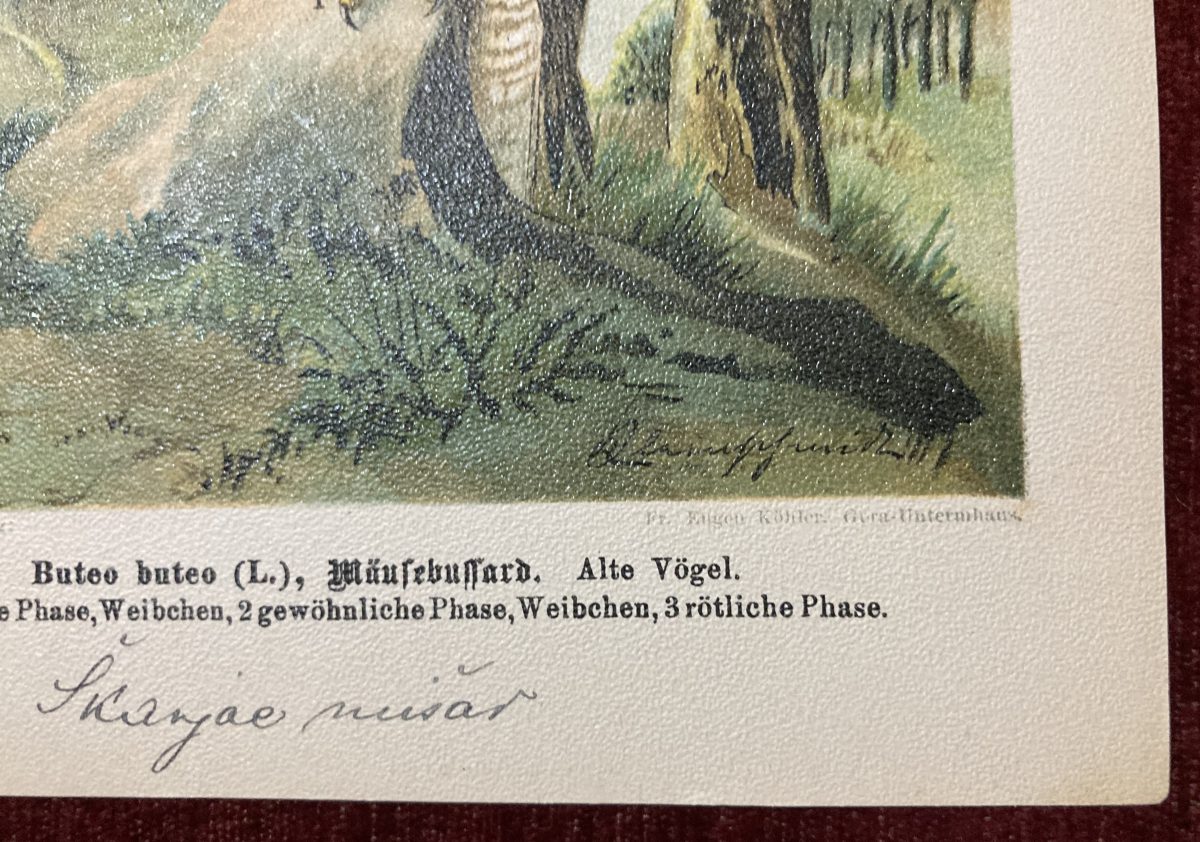 Kleinschmidt
Fr. Eugen Köhler. Gera-Untermhaus.
Buteo buteo (L.), Mäusebussard. Alte Vögel.
e Phase, Weibchen, 2 gewöhnliche Phase, Weibchen, 3 rötliche Phase.
Škanjac mišar